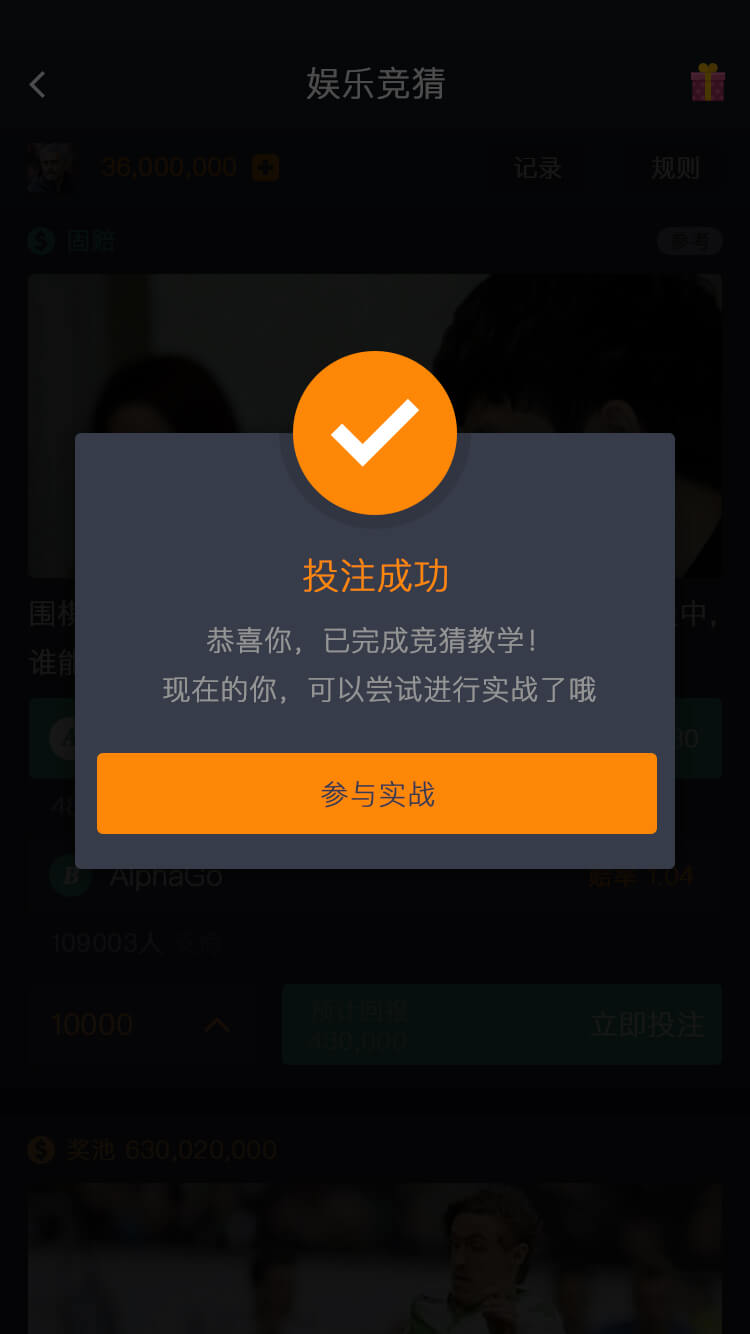 娱乐竞猜
36,000,000
记录
规则
固赔
参考
围棋
中，
谁能
投注成功
恭喜你，已完成竞猜教学！
现在的你，可以尝试进行实战了哦
参与实战
B AlphaGo 赔率 1.04
109003人
10000
预计回报
480,000
立即投注
奖池 630,020,000